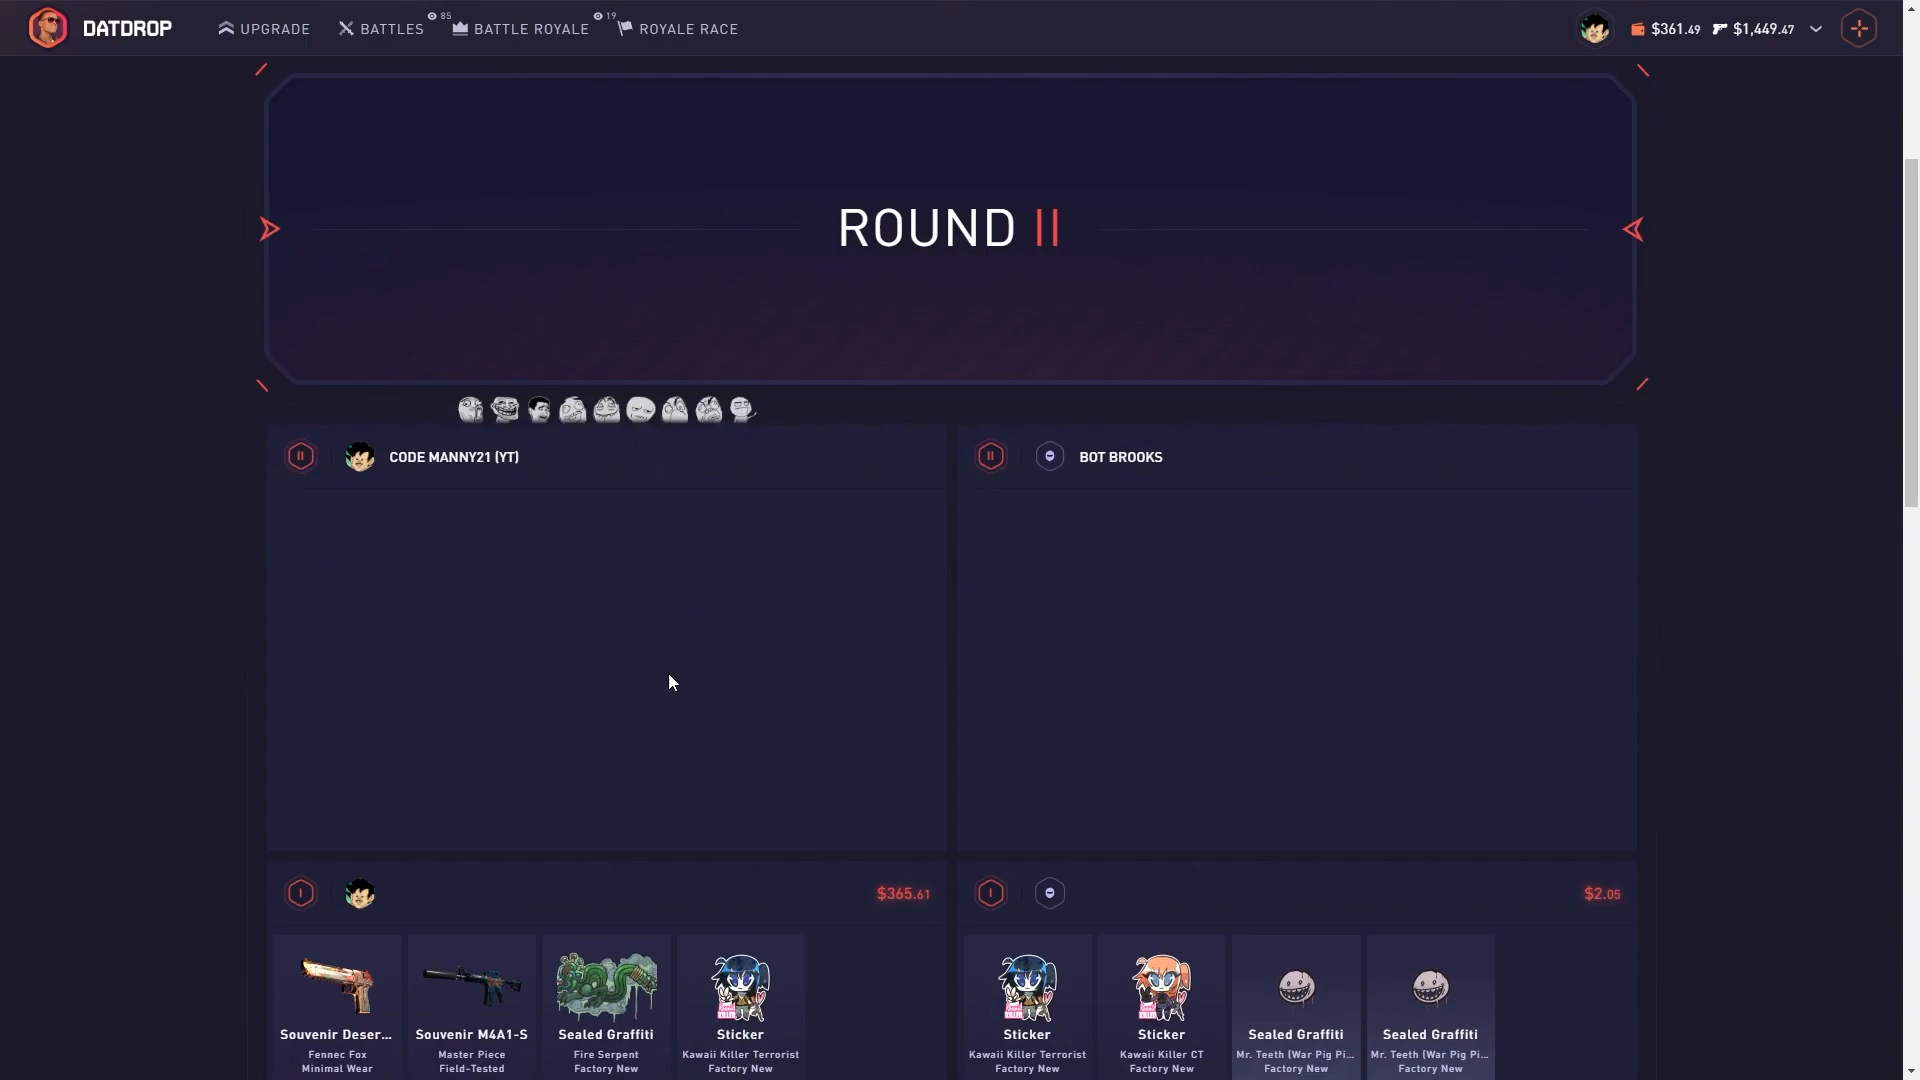 DATDROP
UPGRADE
BATTLES
85
BATTLE ROYALE
19
ROYALE RACE
$361.49
$1,449.47
ROUND II
II
CODE MANNY21 (YT)
II
BOT BROOKS
I
$365.61
I
$2.05
Souvenir Deser...
Fennec Fox
Minimal Wear
Souvenir M4A1-S
Master Piece
Field-Tested
Sealed Graffiti
Fire Serpent
Factory New
Sticker
Kawaii Killer Terrorist
Factory New
Sticker
Kawaii Killer Terrorist
Factory New
Sticker
Kawaii Killer CT
Factory New
Sealed Graffiti
Mr. Teeth (War Pig Pi...
Factory New
Sealed Graffiti
Mr. Teeth (War Pig Pi...
Factory New